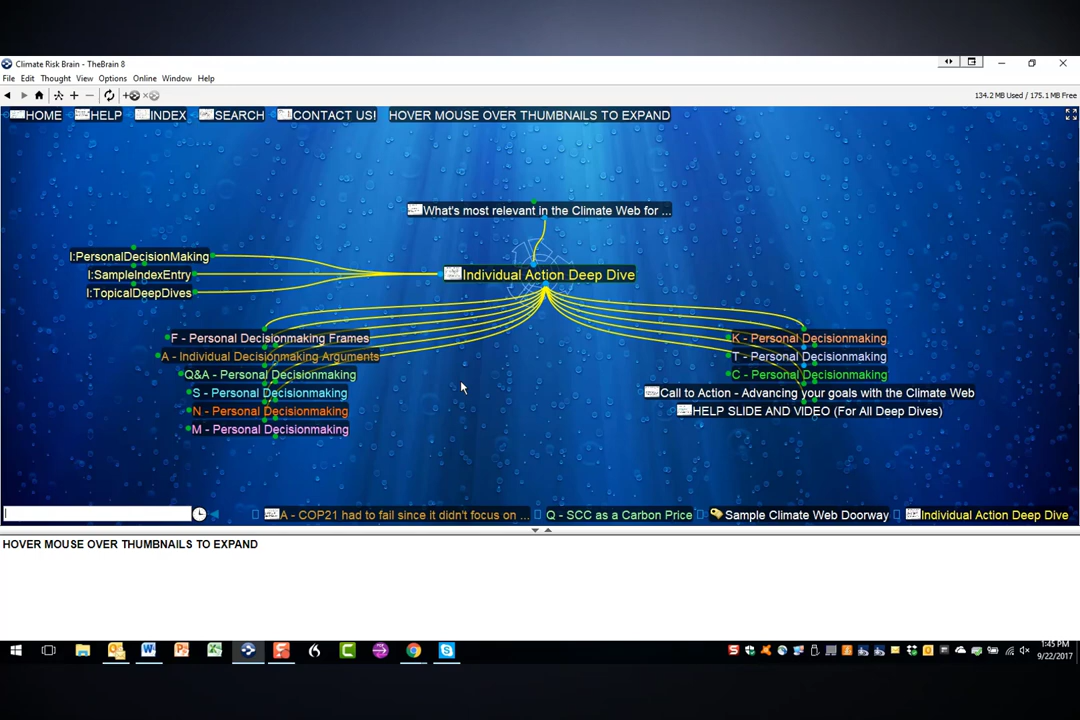 Climate Risk Brain - TheBrain 8
File Edit Thought View Options Online Window Help
134.2 MB Used / 175.1 MB Free
HOME HELP INDEX SEARCH CONTACT US! HOVER MOUSE OVER THUMBNAILS TO EXPAND
What's most relevant in the Climate Web for ...
I:PersonalDecisionMaking
I:SampleIndexEntry
I:TopicalDeepDives
Individual Action Deep Dive
F - Personal Decisionmaking Frames
A - Individual Decisionmaking Arguments
Q&A - Personal Decisionmaking
S - Personal Decisionmaking
N - Personal Decisionmaking
M - Personal Decisionmaking
K - Personal Decisionmaking
T - Personal Decisionmaking
C - Personal Decisionmaking
Call to Action - Advancing your goals with the Climate Web
HELP SLIDE AND VIDEO (For All Deep Dives)
A - COP21 had to fail since it didn't focus on ... Q - SCC as a Carbon Price Sample Climate Web Doorway Individual Action Deep Dive
HOVER MOUSE OVER THUMBNAILS TO EXPAND
1:45 PM
9/22/2017